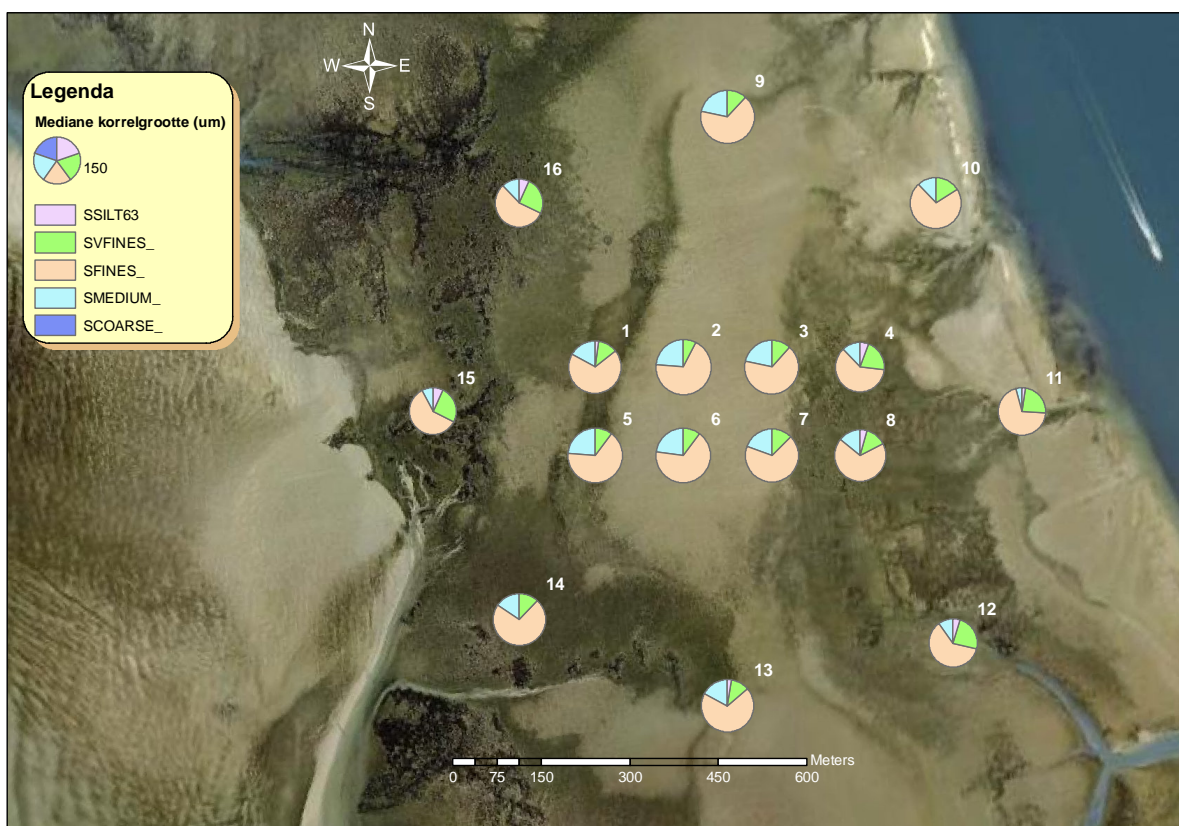 N
W E
S
Legenda
Mediane korrelgrootte (um)
150
SSILT63
SVFINES_
SFINES_
SMEDIUM_
SCOARSE_
9
16
10
1 2 3 4
15
11
5 6 7 8
14
12
13
Meters
0 75 150 300 450 600